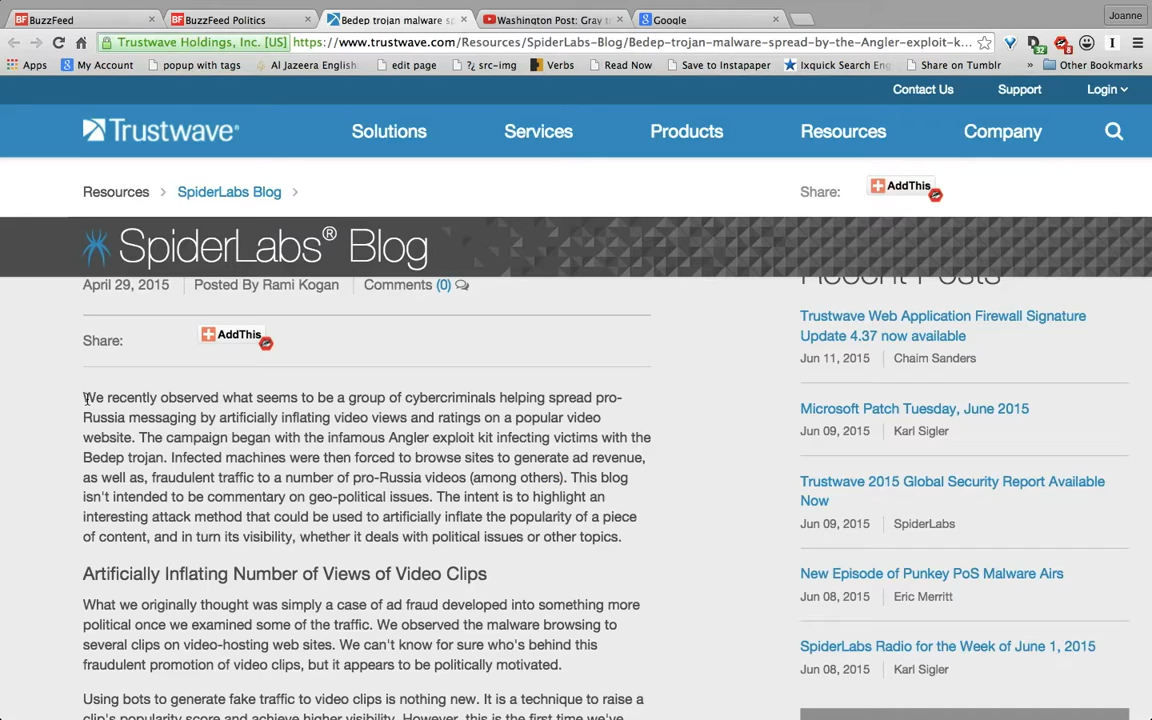 BuzzFeed
BuzzFeed Politics
Bedep trojan malware sp
Washington Post: Gray t
Google
Joanne
Trustwave Holdings, Inc. [US]
https://www.trustwave.com/Resources/SpiderLabs-Blog/Bedep-trojan-malware-spread-by-the-Angler-exploit-k...
32
8
Apps
My Account
popup with tags
Al Jazeera English
edit page
?¿ src-img
Verbs
Read Now
Save to Instapaper
Ixquick Search Eng
Share on Tumblr
»
Other Bookmarks
Contact Us
Support
Login
Trustwave®
Solutions
Services
Products
Resources
Company
Resources > SpiderLabs Blog >
Share:
AddThis
SpiderLabs® Blog
April 29, 2015 | Posted By Rami Kogan | Comments (0)
Share:
AddThis
We recently observed what seems to be a group of cybercriminals helping spread pro-
Russia messaging by artificially inflating video views and ratings on a popular video
website. The campaign began with the infamous Angler exploit kit infecting victims with the
Bedep trojan. Infected machines were then forced to browse sites to generate ad revenue,
as well as, fraudulent traffic to a number of pro-Russia videos (among others). This blog
isn't intended to be commentary on geo-political issues. The intent is to highlight an
interesting attack method that could be used to artificially inflate the popularity of a piece
of content, and in turn its visibility, whether it deals with political issues or other topics.
Artificially Inflating Number of Views of Video Clips
What we originally thought was simply a case of ad fraud developed into something more
political once we examined some of the traffic. We observed the malware browsing to
several clips on video-hosting web sites. We can't know for sure who's behind this
fraudulent promotion of video clips, but it appears to be politically motivated.
Using bots to generate fake traffic to video clips is nothing new. It is a technique to raise a
clip's popularity score and achieve higher visibility. However, this is the first time we've
Recent Posts
Trustwave Web Application Firewall Signature
Update 4.37 now available
Jun 11, 2015 | Chaim Sanders
Microsoft Patch Tuesday, June 2015
Jun 09, 2015 | Karl Sigler
Trustwave 2015 Global Security Report Available
Now
Jun 09, 2015 | SpiderLabs
New Episode of Punkey PoS Malware Airs
Jun 08, 2015 | Eric Merritt
SpiderLabs Radio for the Week of June 1, 2015
Jun 08, 2015 | Karl Sigler